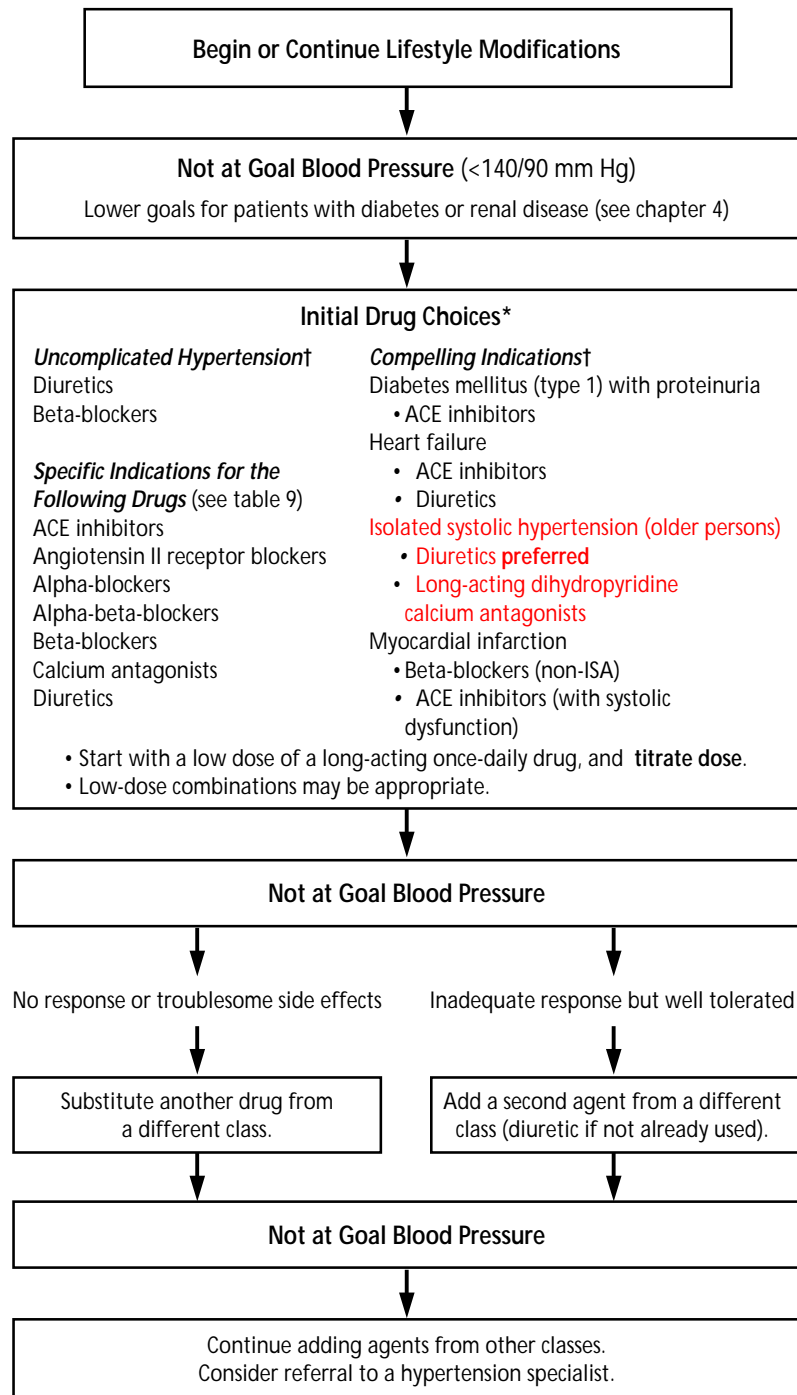 Begin or Continue Lifestyle Modifications
Not at Goal Blood Pressure (<140/90 mm Hg)
Lower goals for patients with diabetes or renal disease (see chapter 4)
Initial Drug Choices*
Uncomplicated Hypertension†
Diuretics
Beta-blockers
Specific Indications for the
Following Drugs (see table 9)
ACE inhibitors
Angiotensin II receptor blockers
Alpha-blockers
Alpha-beta-blockers
Beta-blockers
Calcium antagonists
Diuretics
Compelling Indications†
Diabetes mellitus (type 1) with proteinuria
• ACE inhibitors
Heart failure
• ACE inhibitors
• Diuretics
Isolated systolic hypertension (older persons)
• Diuretics preferred
• Long-acting dihydropyridine
calcium antagonists
Myocardial infarction
• Beta-blockers (non-ISA)
• ACE inhibitors (with systolic
dysfunction)
• Start with a low dose of a long-acting once-daily drug, and titrate dose.
• Low-dose combinations may be appropriate.
Not at Goal Blood Pressure
No response or troublesome side effects
Inadequate response but well tolerated
Substitute another drug from
a different class.
Add a second agent from a different
class (diuretic if not already used).
Not at Goal Blood Pressure
Continue adding agents from other classes.
Consider referral to a hypertension specialist.